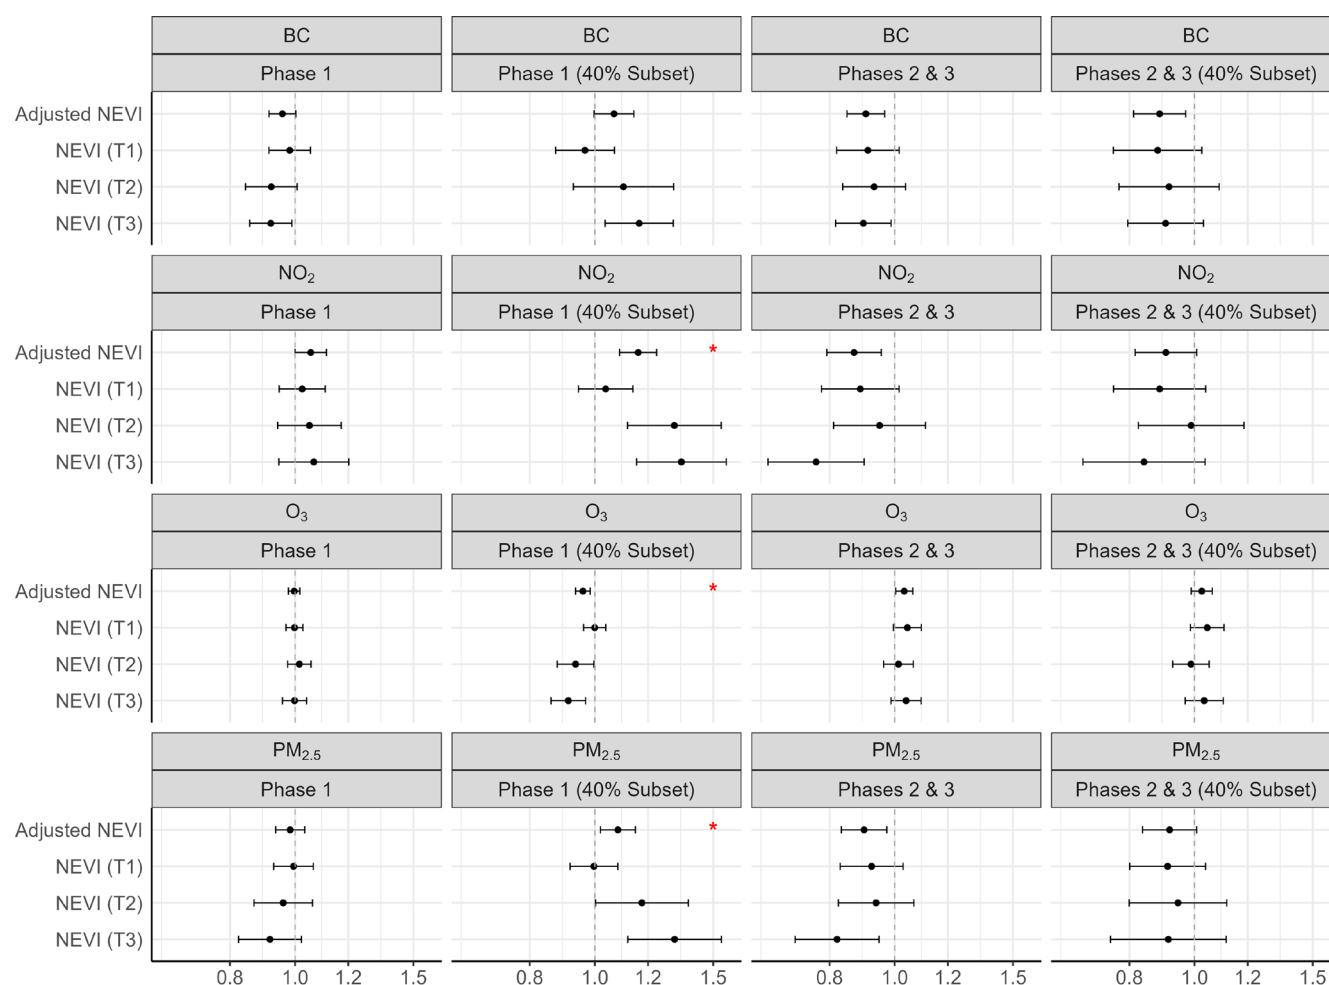 BC BC BC BC
Phase 1 Phase 1 (40% Subset) Phases 2 & 3 Phases 2 & 3 (40% Subset)
Adjusted NEVI
NEVI (T1)
NEVI (T2)
NEVI (T3)
NO₂ NO₂ NO₂ NO₂
Phase 1 Phase 1 (40% Subset) Phases 2 & 3 Phases 2 & 3 (40% Subset)
Adjusted NEVI *
NEVI (T1)
NEVI (T2)
NEVI (T3)
O₃ O₃ O₃ O₃
Phase 1 Phase 1 (40% Subset) Phases 2 & 3 Phases 2 & 3 (40% Subset)
Adjusted NEVI *
NEVI (T1)
NEVI (T2)
NEVI (T3)
PM₂.₅ PM₂.₅ PM₂.₅ PM₂.₅
Phase 1 Phase 1 (40% Subset) Phases 2 & 3 Phases 2 & 3 (40% Subset)
Adjusted NEVI *
NEVI (T1)
NEVI (T2)
NEVI (T3)
0.8 1.0 1.2 1.5 0.8 1.0 1.2 1.5 0.8 1.0 1.2 1.5 0.8 1.0 1.2 1.5